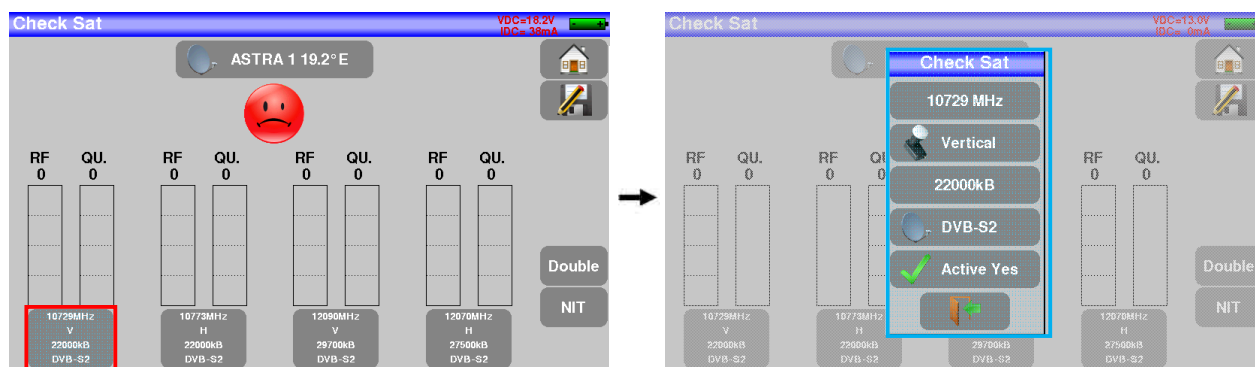 Check Sat
VDC=18.2V
IDC= 38mA
ASTRA 1 19.2° E
RF QU. RF QU. RF QU. RF QU.
0 0 0 0 0 0 0 0
Double
NIT
10729MHz
V
22000kB
DVB-S2
10773MHz
H
22000kB
DVB-S2
12090MHz
V
29700kB
DVB-S2
12070MHz
H
27500kB
DVB-S2
Check Sat
VDC=13.0V
IDC= 0mA
Check Sat
10729 MHz
Vertical
22000kB
DVB-S2
Active Yes
RF QU. RF RF QU.
0 0 0 0 0
Double
NIT
10729MHz
V
22000kB
DVB-S2
10773MHz
H
22000kB
DVB-S2
29700kB
DVB-S2
12070MHz
H
27500kB
DVB-S2